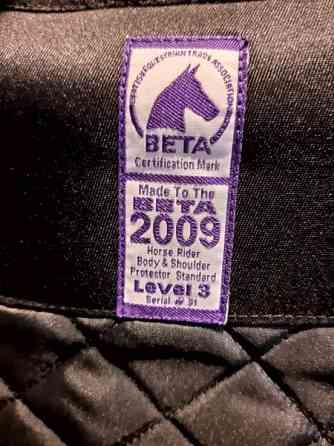 BRITISH EQUESTRIAN TRADE ASSOCIATION
BETA
Certification Mark
Made To The
BETA
2009
Horse Rider
Body & Shoulder
Protector Standard
Level 3
Serial